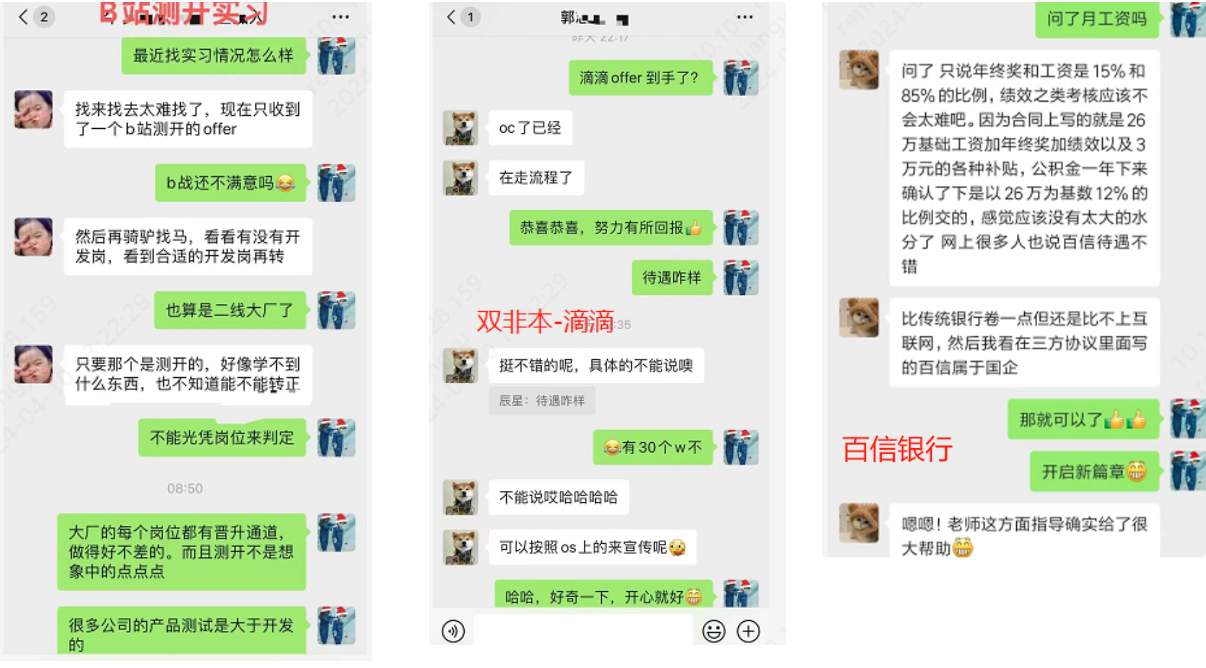 2
B站测开实习
最近找实习情况怎么样
找来找去太难找了，现在只收到
了一个b站测开的offer
b战还不满意吗😂
然后再骑驴找马，看看有没有开
发岗，看到合适的开发岗再转
也算是二线大厂了
只要那个是测开的，好像学不到
什么东西，也不知道能不能转正
不能光凭岗位来判定
08:50
大厂的每个岗位都有晋升通道，
做得好不差的。而且测开不是想
象中的点点点
很多公司的产品测试是大于开发
的
1
郭
昨天 22:17
滴滴offer 到手了？
oc了已经
在走流程了
恭喜恭喜，努力有所回报👍
待遇咋样
双非本-滴滴
:35
挺不错的呢，具体的不能说噢
辰星：待遇咋样
😂有30个w不
不能说哎哈哈哈哈
可以按照os上的来宣传呢😜
哈哈，好奇一下，开心就好😁
问了月工资吗
问了 只说年终奖和工资是15% 和
85% 的比例，绩效之类考核应该不
会太难吧。因为合同上写的就是26
万基础工资加年终奖加绩效以及3
万元的各种补贴，公积金一年下来
确认了下是以 26 万为基数 12% 的
比例交的，感觉应该没有太大的水
分了 网上很多人也说百信待遇不
错
比传统银行卷一点但还是比不上互
联网，然后我看在三方协议里面写
的百信属于国企
那就可以了👍👍
百信银行
开启新篇章😁
嗯嗯！老师这方面指导确实给了很
大帮助😁